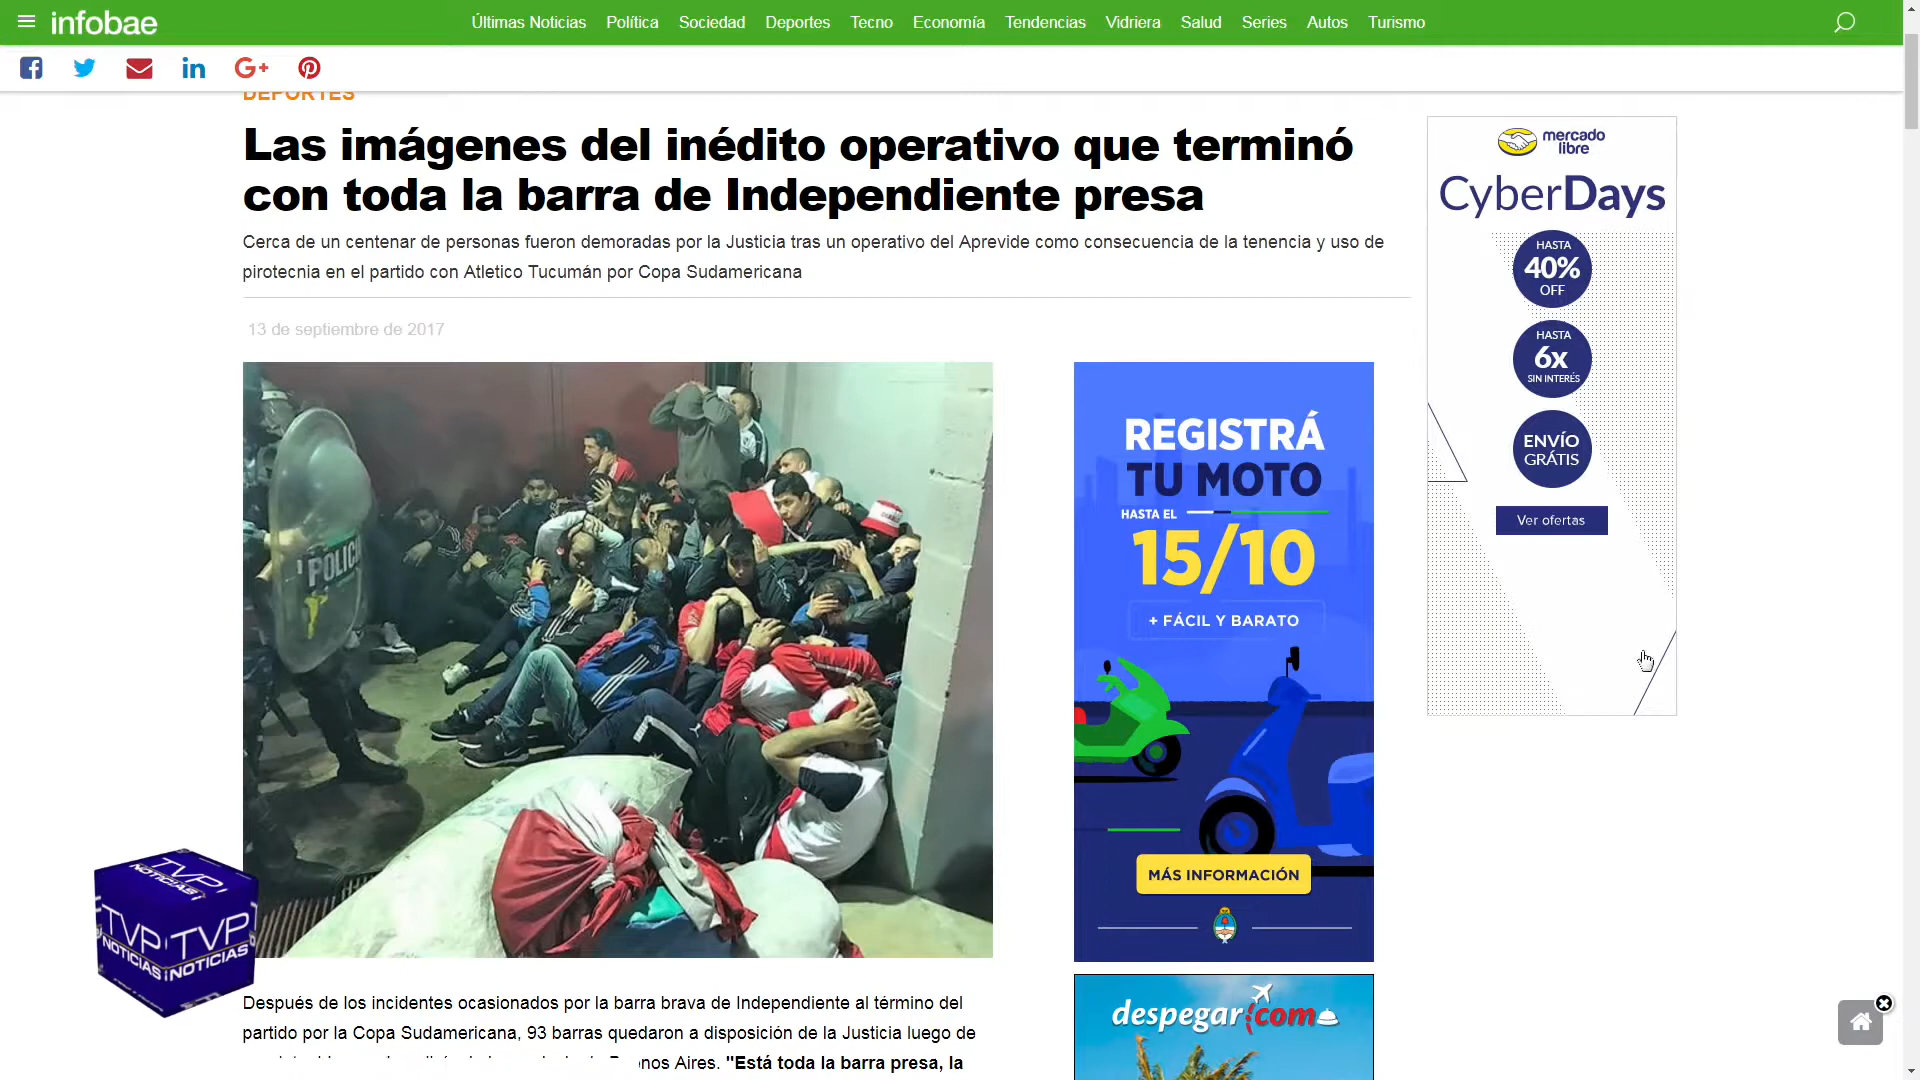 infobae
Últimas Noticias Política Sociedad Deportes Tecno Economía Tendencias Vidriera Salud Series Autos Turismo
DEPORTES
Las imágenes del inédito operativo que terminó
con toda la barra de Independiente presa
Cerca de un centenar de personas fueron demoradas por la Justicia tras un operativo del Aprevide como consecuencia de la tenencia y uso de
pirotecnia en el partido con Atletico Tucumán por Copa Sudamericana
13 de septiembre de 2017
POLICIA
TVP
NOTICIAS
TVP
NOTICIAS
TVP
NOTICIAS
Después de los incidentes ocasionados por la barra brava de Independiente al término del
partido por la Copa Sudamericana, 93 barras quedaron a disposición de la Justicia luego de
Aires. "Está toda la barra presa, la
REGISTRÁ
TU MOTO
HASTA EL
15/10
+ FÁCIL Y BARATO
MÁS INFORMACIÓN
despegar.com
mercado
libre
CyberDays
HASTA
40%
OFF
HASTA
6x
SIN INTERÉS
ENVÍO
GRÁTIS
Ver ofertas